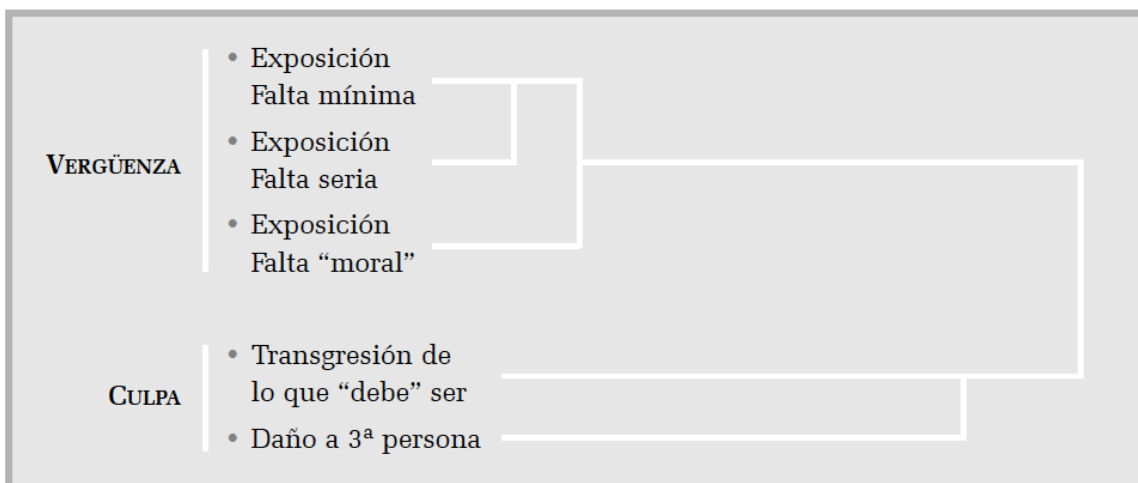 VERGÜENZA
• Exposición
Falta mínima
• Exposición
Falta seria
• Exposición
Falta “moral”
CULPA
• Transgresión de
lo que “debe” ser
• Daño a 3ª persona